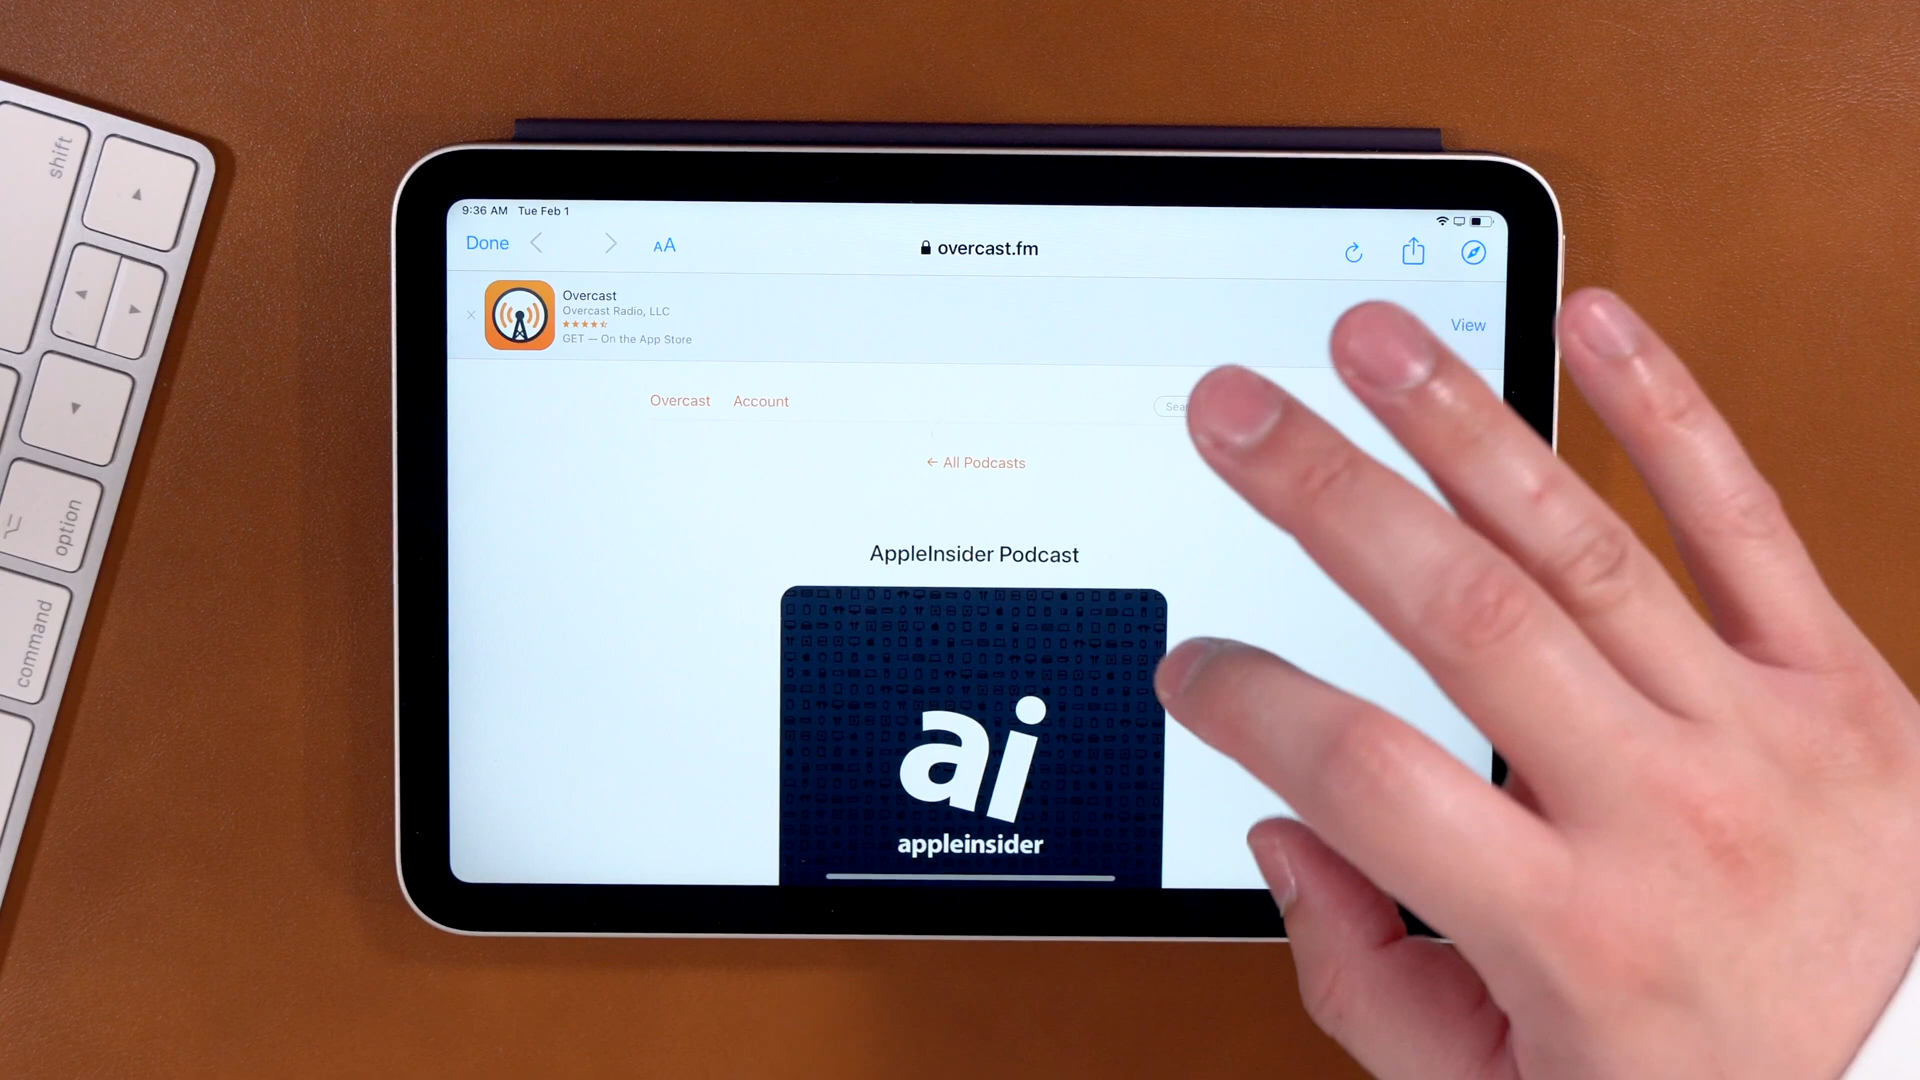 shift
option
command
9:36 AM Tue Feb 1
Done
AA
overcast.fm
Overcast
Overcast Radio, LLC
GET — On the App Store
View
Overcast Account
← All Podcasts
AppleInsider Podcast
ai
appleinsider